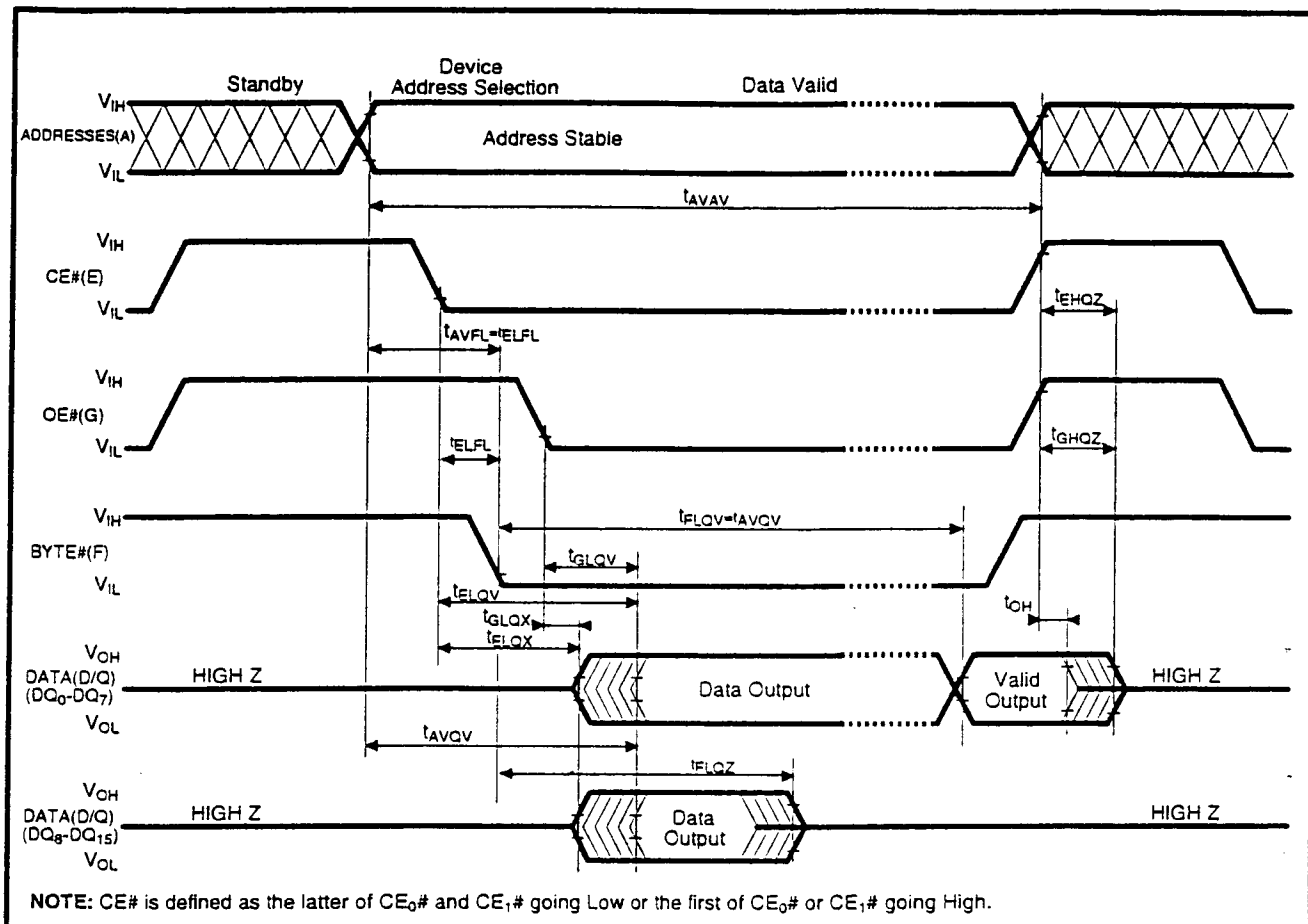 Standby
Device
Address Selection
Data Valid
VIH
ADDRESSES(A)
Address Stable
VIL
tAVAV
VIH
CE#(E)
VIL
tEHQZ
tAVFL=tELFL
VIH
OE#(G)
VIL
tELFL
tGHQZ
VIH
tFLQV=tAVQV
BYTE#(F)
tGLQV
VIL
tELQV
tGLQX
tOH
tELQX
VOH
DATA(D/Q)
(DQ0-DQ7)
HIGH Z
Data Output
Valid
Output
HIGH Z
VOL
tAVQV
tFLQZ
VOH
DATA(D/Q)
(DQ8-DQ15)
HIGH Z
Data
Output
HIGH Z
VOL
NOTE: CE# is defined as the latter of CE0# and CE1# going Low or the first of CE0# or CE1# going High.